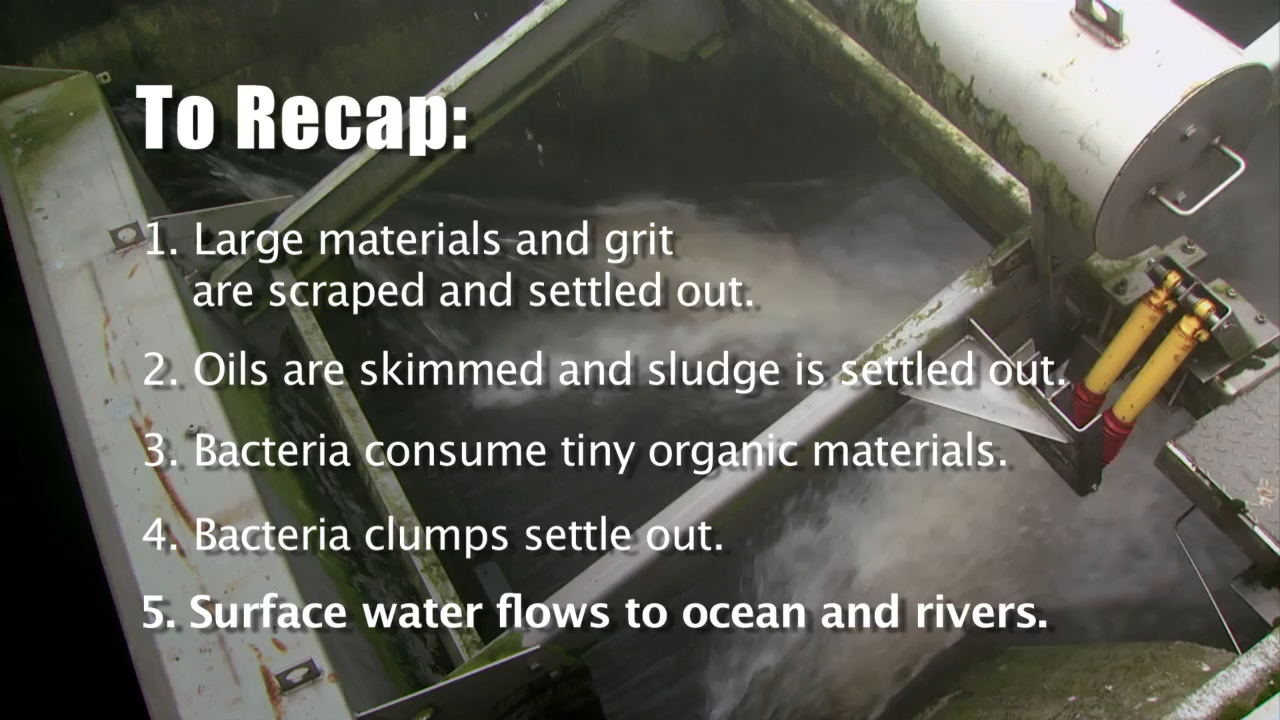 To Recap:
1. Large materials and grit
are scraped and settled out.
2. Oils are skimmed and sludge is settled out.
3. Bacteria consume tiny organic materials.
4. Bacteria clumps settle out.
5. Surface water flows to ocean and rivers.